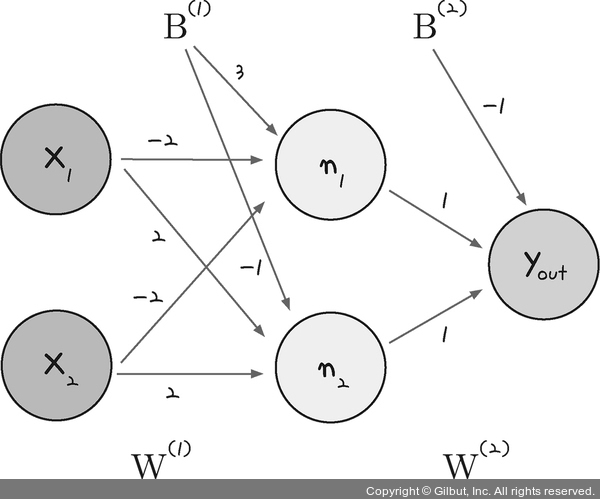 B(1)
B(2)
3
-1
x1
-2
n1
1
2
-1
yout
-2
1
x2
2
n2
W(1)
W(2)
Copyright © Gilbut, Inc. All rights reserved.